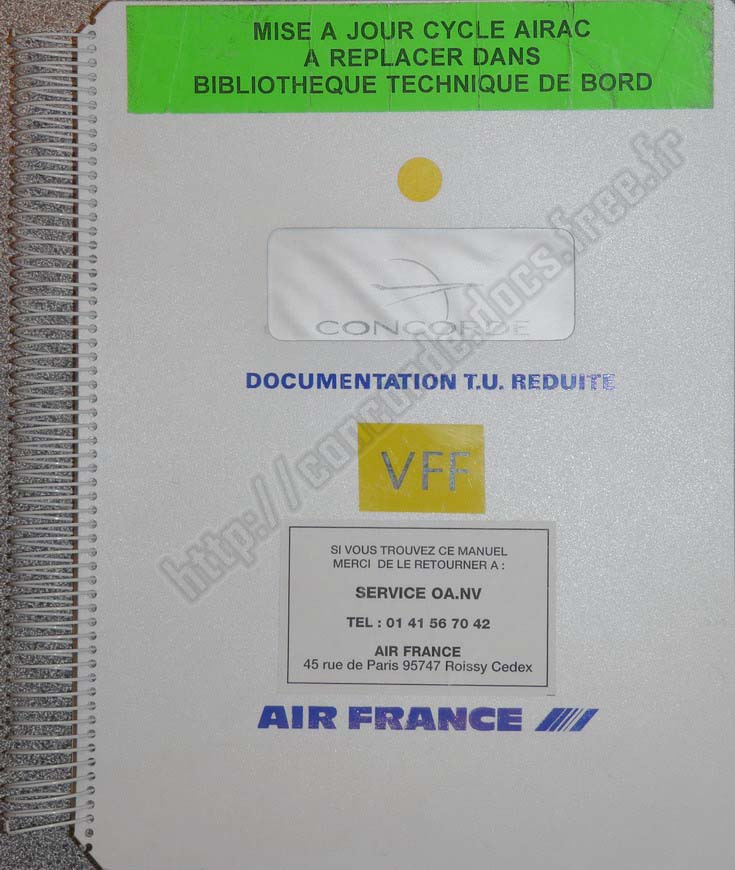 MISE A JOUR CYCLE AIRAC
A REPLACER DANS
BIBLIOTHEQUE TECHNIQUE DE BORD
CONCORDE
DOCUMENTATION T.U. REDUITE
VFF
SI VOUS TROUVEZ CE MANUEL
MERCI DE LE RETOURNER A :
SERVICE OA.NV
TEL : 01 41 56 70 42
AIR FRANCE
45 rue de Paris 95747 Roissy Cedex
AIR FRANCE
http://concorde.docs.free.fr